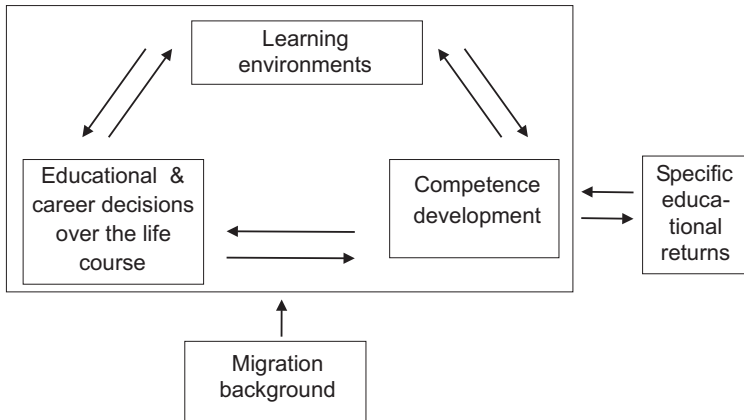 Learning
environments
Educational & 
career decisions
over the life
course
Competence
development
Specific
educa-
tional
returns
Migration
background